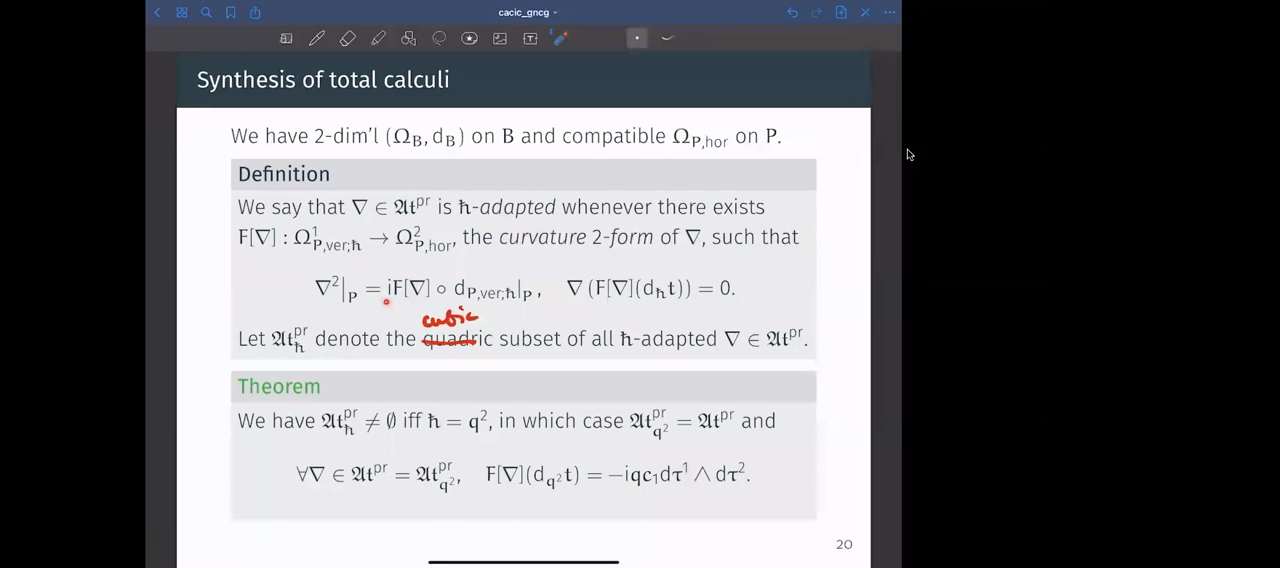 cacic_gncg
Synthesis of total calculi
We have 2-dim'l (Ω_B, d_B) on B and compatible Ω_{P,hor} on P.
Definition
We say that ∇ ∈ 𝔄𝔱^{pr} is ħ-adapted whenever there exists
F[∇] : Ω^1_{P,ver;ħ} → Ω^2_{P,hor}, the curvature 2-form of ∇, such that
∇^2|_P = iF[∇] ∘ d_{P,ver;ħ}|_P, ∇(F[∇](d_ħt)) = 0.
cubic
Let 𝔄𝔱^{pr}_ħ denote the quadric subset of all ħ-adapted ∇ ∈ 𝔄𝔱^{pr}.
Theorem
We have 𝔄𝔱^{pr}_ħ ≠ ∅ iff ħ = q^2, in which case 𝔄𝔱^{pr}_{q^2} = 𝔄𝔱^{pr} and
∀∇ ∈ 𝔄𝔱^{pr} = 𝔄𝔱^{pr}_{q^2}, F[∇](d_{q^2}t) = −iqc_1dτ^1 ∧ dτ^2.
20